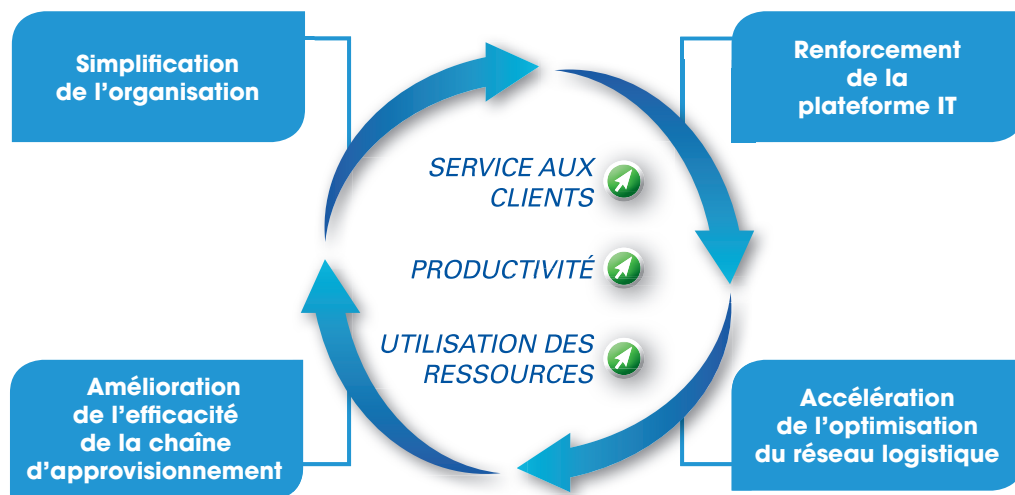 Simplification
de l’organisation
Renforcement
de la
plateforme IT
SERVICE AUX
CLIENTS
PRODUCTIVITÉ
UTILISATION DES
RESSOURCES
Amélioration
de l’efficacité
de la chaîne
d’approvisionnement
Accélération
de l’optimisation
du réseau logistique